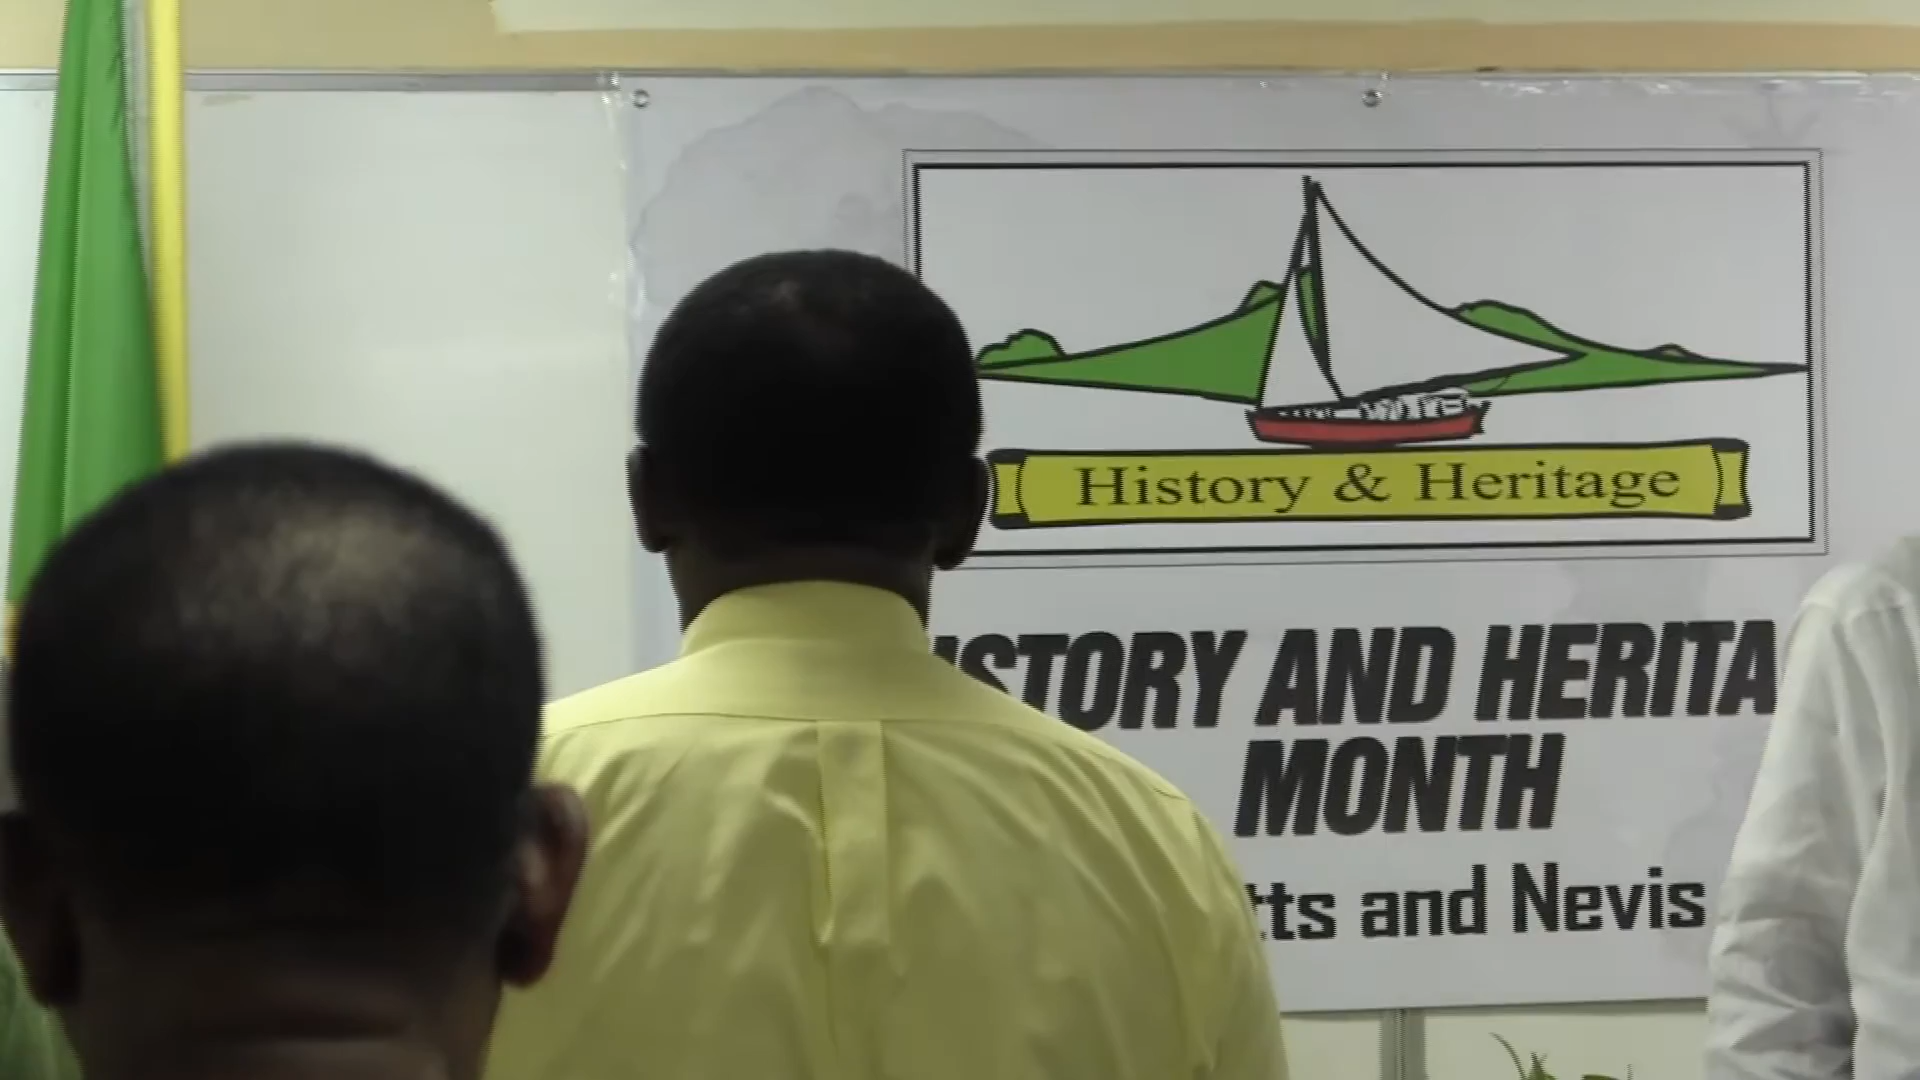 History & Heritage
ISTORY AND HERITA
MONTH
tts and Nevis